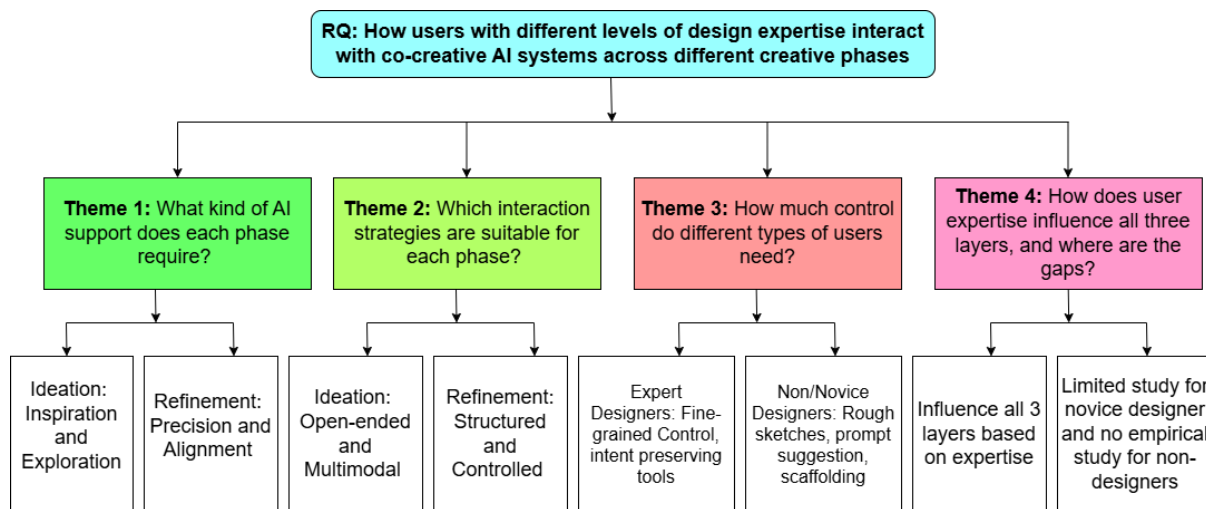 RQ: How users with different levels of design expertise interact
with co-creative AI systems across different creative phases
Theme 1: What kind of AI
support does each phase
require?
Theme 2: Which interaction
strategies are suitable for
each phase?
Theme 3: How much control
do different types of users
need?
Theme 4: How does user
expertise influence all three
layers, and where are the
gaps?
Ideation:
Inspiration
and
Exploration
Refinement:
Precision and
Alignment
Ideation:
Open-ended
and
Multimodal
Refinement:
Structured
and
Controlled
Expert
Designers: Fine-
grained Control,
intent preserving
tools
Non/Novice
Designers: Rough
sketches, prompt
suggestion,
scaffolding
Influence all 3
layers based
on expertise
Limited study for
novice designer
and no empirical
study for non-
designers